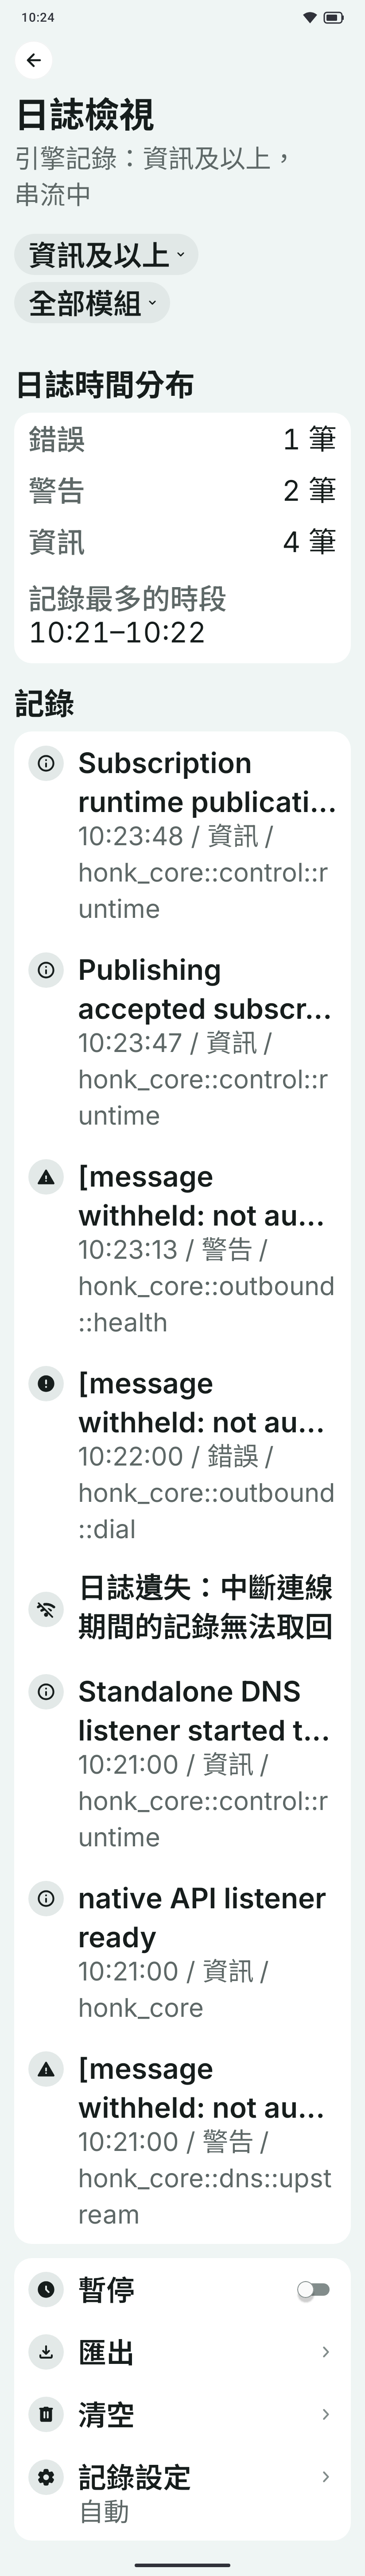 10:24
日誌檢視
引擎記錄：資訊及以上，
串流中
資訊及以上
全部模組
日誌時間分布
錯誤 1 筆
警告 2 筆
資訊 4 筆
記錄最多的時段
10:21–10:22
記錄
Subscription
runtime publicati...
10:23:48 / 資訊 /
honk_core::control::r
untime
Publishing
accepted subscr...
10:23:47 / 資訊 /
honk_core::control::r
untime
[message
withheld: not au...
10:23:13 / 警告 /
honk_core::outbound
::health
[message
withheld: not au...
10:22:00 / 錯誤 /
honk_core::outbound
::dial
日誌遺失：中斷連線
期間的記錄無法取回
Standalone DNS
listener started t...
10:21:00 / 資訊 /
honk_core::control::r
untime
native API listener
ready
10:21:00 / 資訊 /
honk_core
[message
withheld: not au...
10:21:00 / 警告 /
honk_core::dns::upst
ream
暫停
匯出
清空
記錄設定
自動